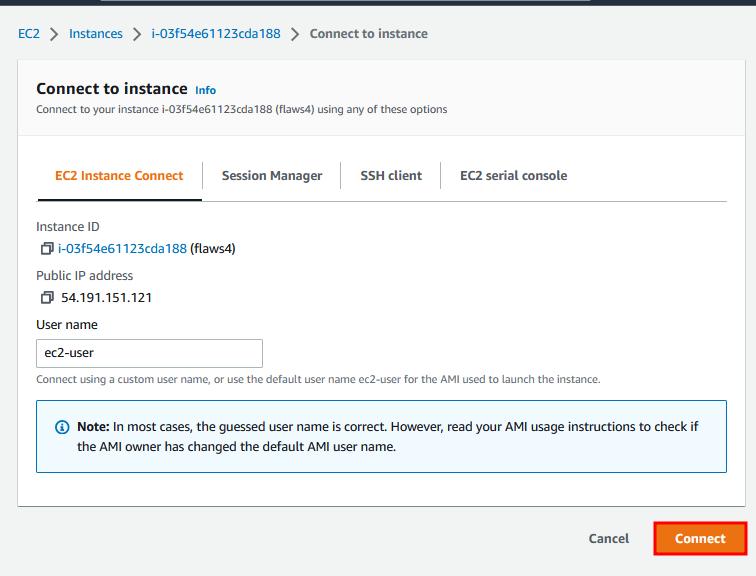 EC2 > Instances > i-03f54e61123cda188 > Connect to instance
Connect to instance Info
Connect to your instance i-03f54e61123cda188 (flaws4) using any of these options
EC2 Instance Connect Session Manager SSH client EC2 serial console
Instance ID
i-03f54e61123cda188 (flaws4)
Public IP address
54.191.151.121
User name
ec2-user
Connect using a custom user name, or use the default user name ec2-user for the AMI used to launch the instance.
Note: In most cases, the guessed user name is correct. However, read your AMI usage instructions to check if
the AMI owner has changed the default AMI user name.
Cancel Connect